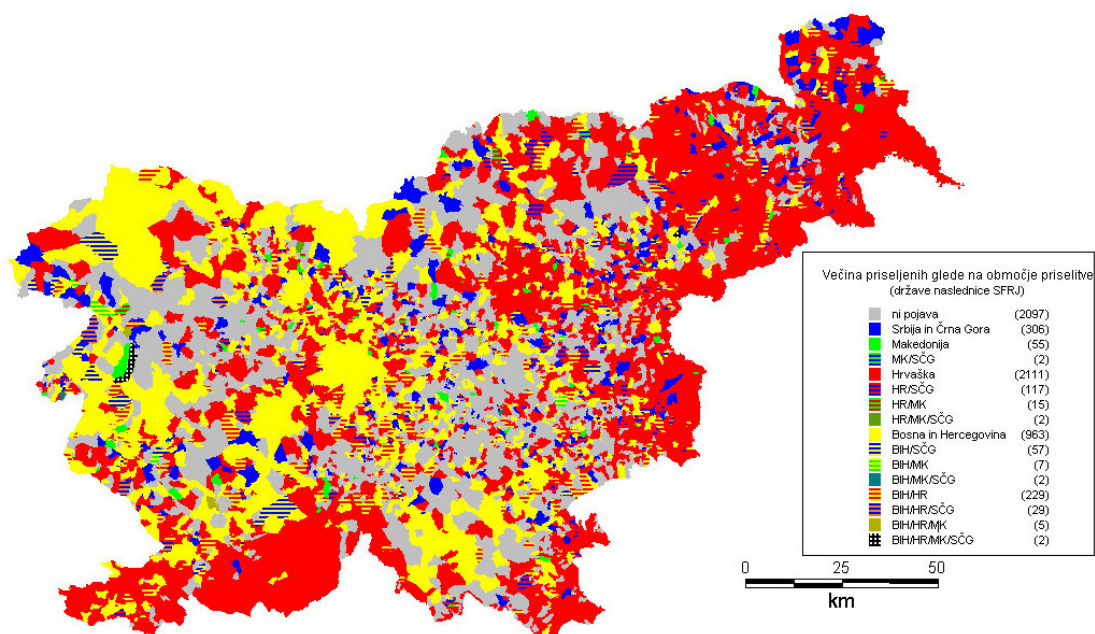 Večina priseljenih glede na območje priselitve
(države naslednice SFRJ)
ni pojava (2097)
Srbija in Črna Gora (306)
Makedonija (55)
MK/SČG (2)
Hrvaška (2111)
HR/SČG (117)
HR/MK (15)
HR/MK/SČG (2)
Bosna in Hercegovina (963)
BIH/SČG (57)
BIH/MK (7)
BIH/MK/SČG (2)
BIH/HR (229)
BIH/HR/SČG (29)
BIH/HR/MK (5)
BIH/HR/MK/SČG (2)
0 25 50
km